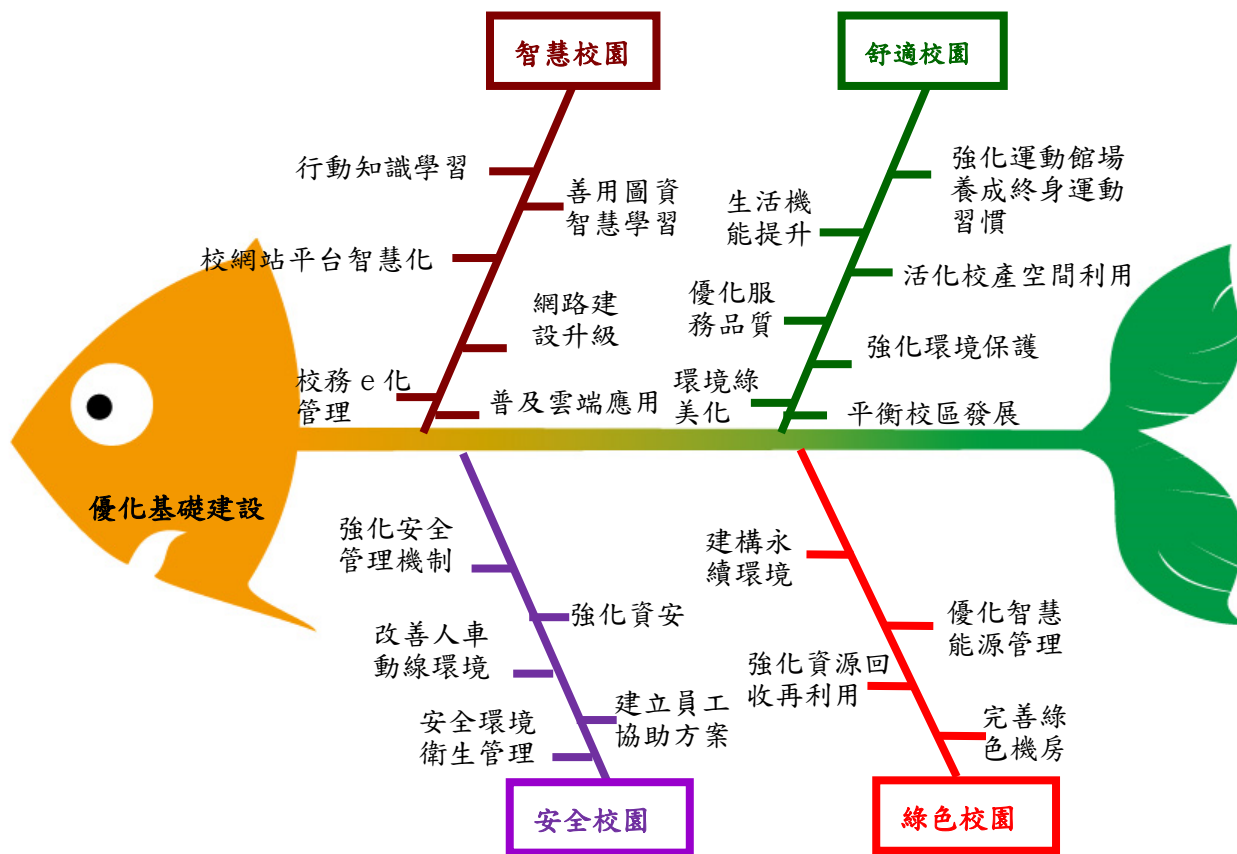 智慧校園
舒適校園
行動知識學習
善用圖資
智慧學習
校網站平台智慧化
網路建
設升級
校務e化
管理
普及雲端應用
強化運動館場
養成終身運動
習慣
生活機
能提升
活化校產空間利用
優化服
務品質
強化環境保護
環境綠
美化
平衡校區發展
優化基礎建設
強化安全
管理機制
強化資安
改善人車
動線環境
建立員工
協助方案
安全環境
衛生管理
建構永
續環境
優化智慧
能源管理
強化資源回
收再利用
完善綠
色機房
安全校園
綠色校園